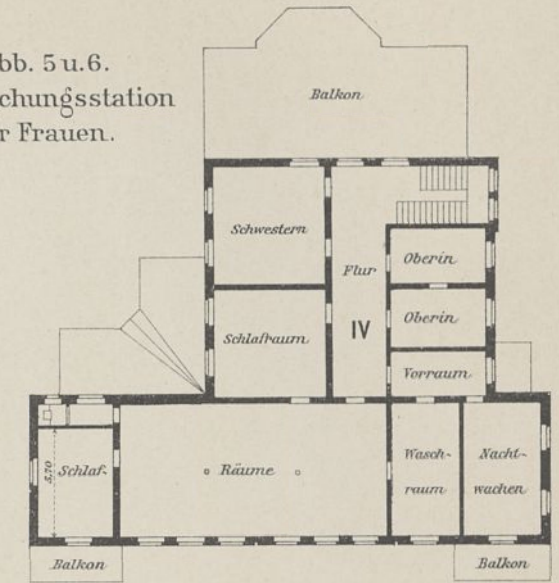 bb. 5 u. 6.
chungsstation
r Frauen.
Balkon
Schwestern
Oberin
Flur
Oberin
Schlafraum
IV
Vorraum
Schlaf-
5,70
Räume
Wasch-
raum
Nacht-
wachen
Balkon
Balkon